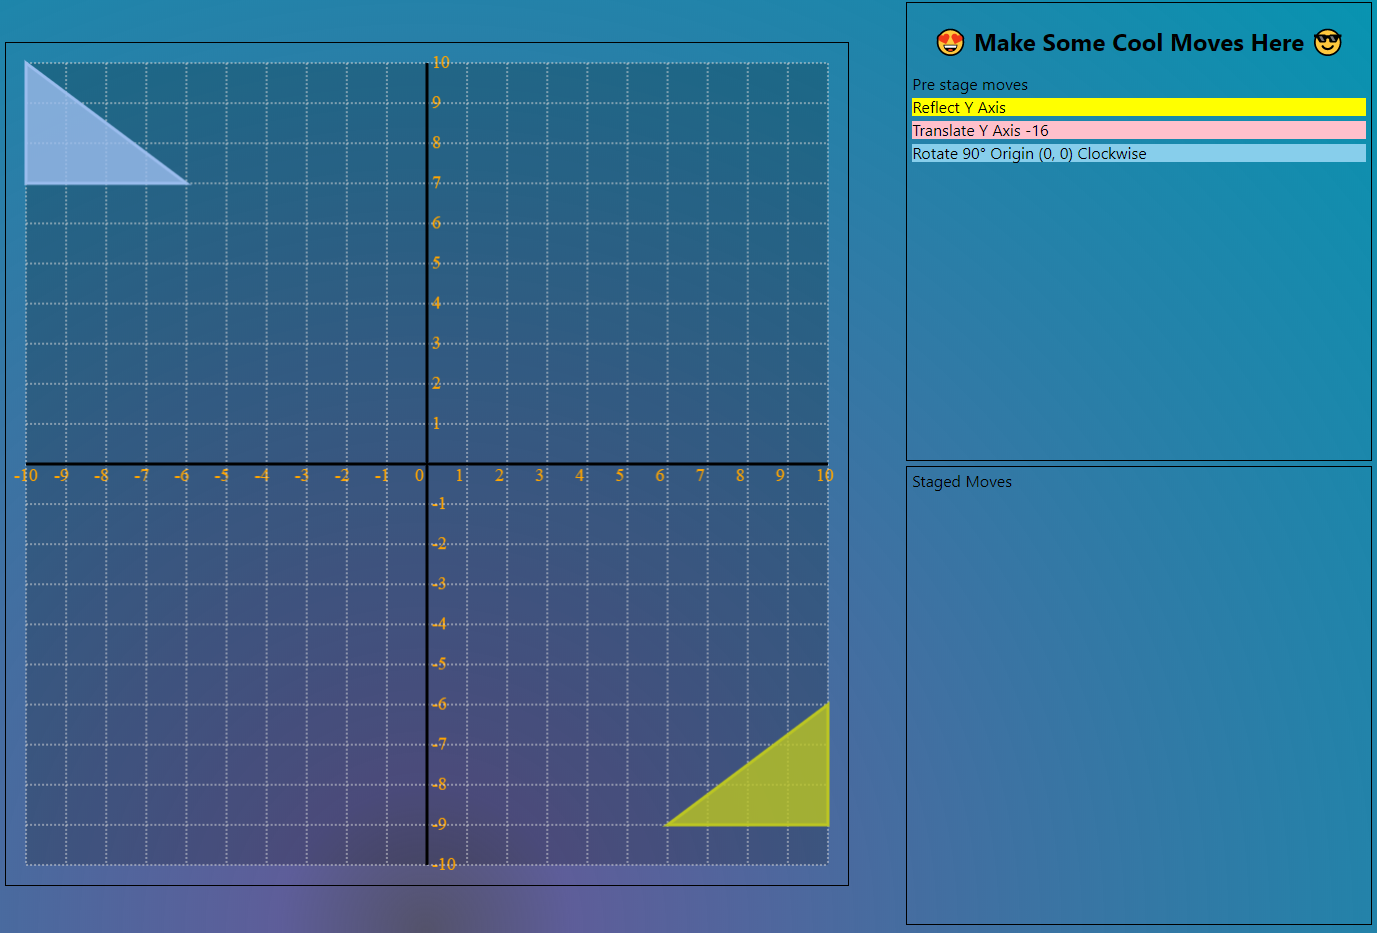 😍 Make Some Cool Moves Here 😎
Pre stage moves
Reflect Y Axis
Translate Y Axis -16
Rotate 90° Origin (0, 0) Clockwise
10
9
8
7
6
5
4
3
2
1
-10 -9 -8 -7 -6 -5 -4 -3 -2 -1 0 1 2 3 4 5 6 7 8 9 10
-1
-2
-3
-4
-5
-6
-7
-8
-9
-10
Staged Moves